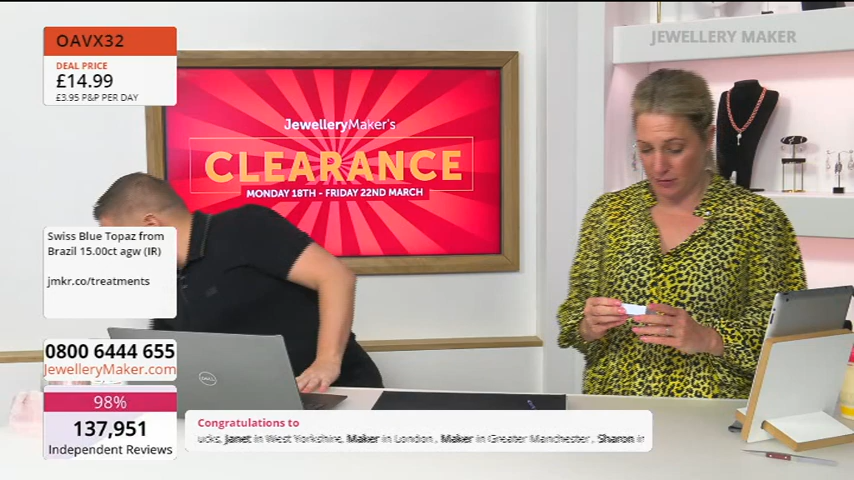 OAVX32
DEAL PRICE
£14.99
£3.95 P&P PER DAY
JEWELLERY MAKER
JewelleryMaker's
CLEARANCE
MONDAY 18TH - FRIDAY 22ND MARCH
Swiss Blue Topaz from
Brazil 15.00ct agw (IR)
jmkr.co/treatments
0800 6444 655
JewelleryMaker.com
98%
137,951
Independent Reviews
Congratulations to
ucks, Janet in West Yorkshire, Maker in London, Maker in Greater Manchester, Sharon in
DELL